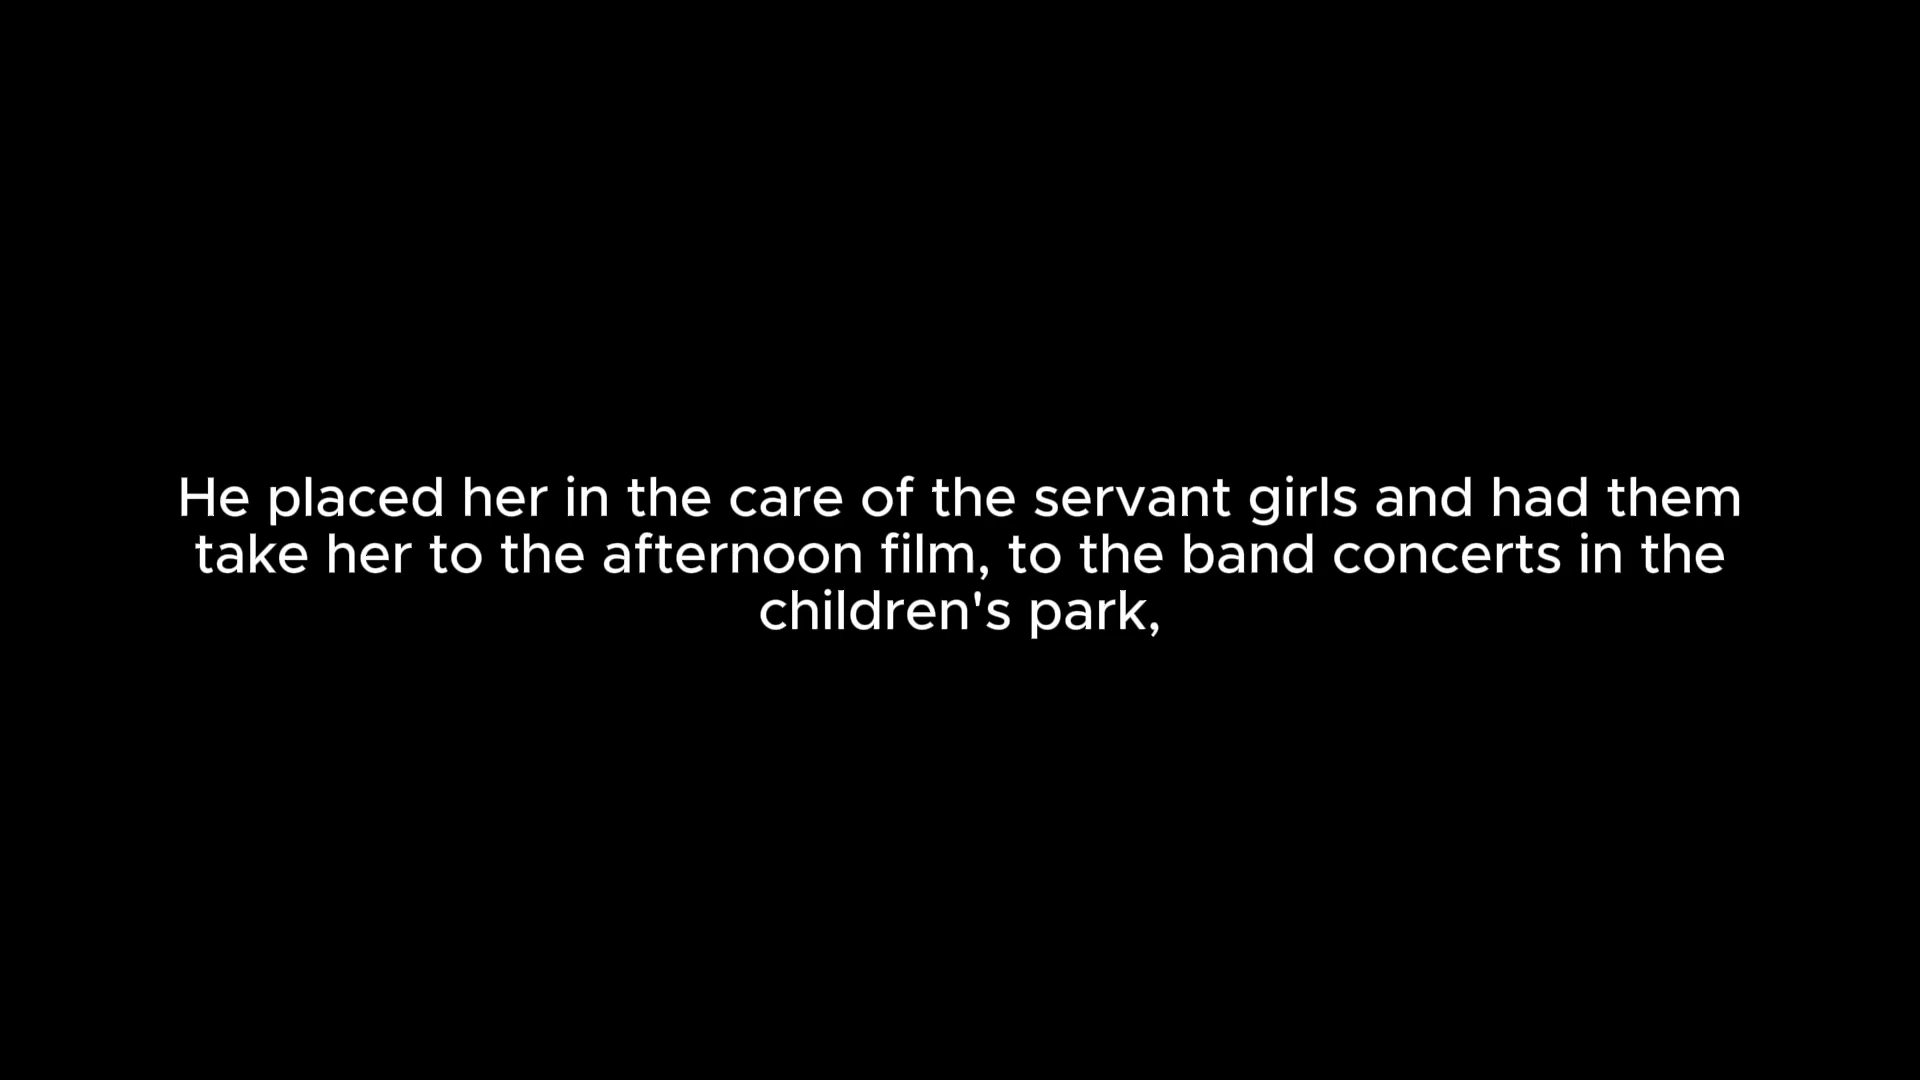 He placed her in the care of the servant girls and had them
take her to the afternoon film, to the band concerts in the
children's park,